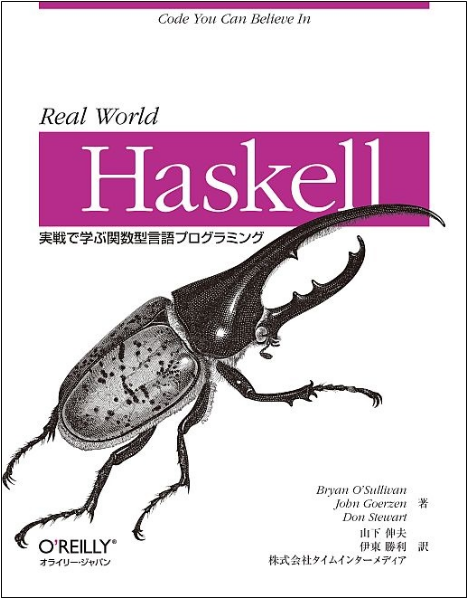 Code You Can Believe In
Real World
Haskell
実戦で学ぶ関数型言語プログラミング
Bryan O'Sullivan
John Goerzen 著
Don Stewart
山下 伸夫
伊東 勝利 訳
株式会社タイムインターメディア
O'REILLY®
オライリー・ジャパン